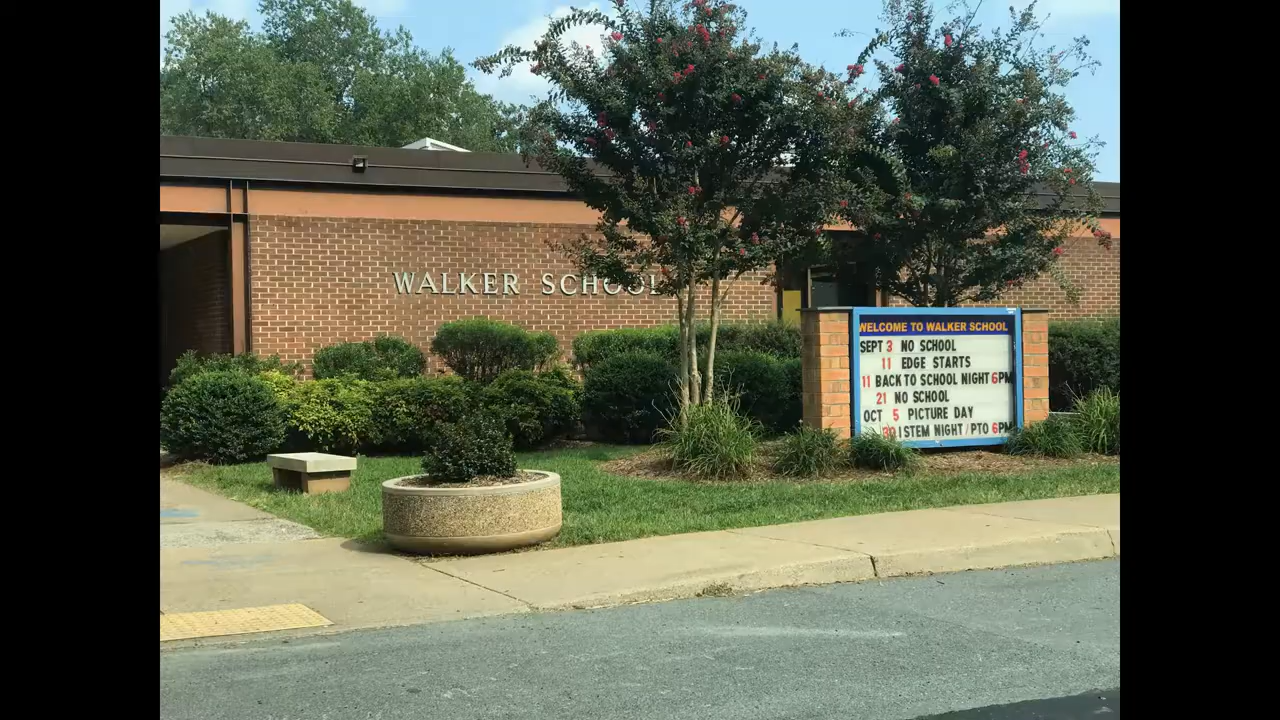 WALKER SCHOOL
WELCOME TO WALKER SCHOOL
SEPT 3 NO SCHOOL
11 EDGE STARTS
11 BACK TO SCHOOL NIGHT 6PM
21 NO SCHOOL
OCT 5 PICTURE DAY
STEM NIGHT/PTO 6PM